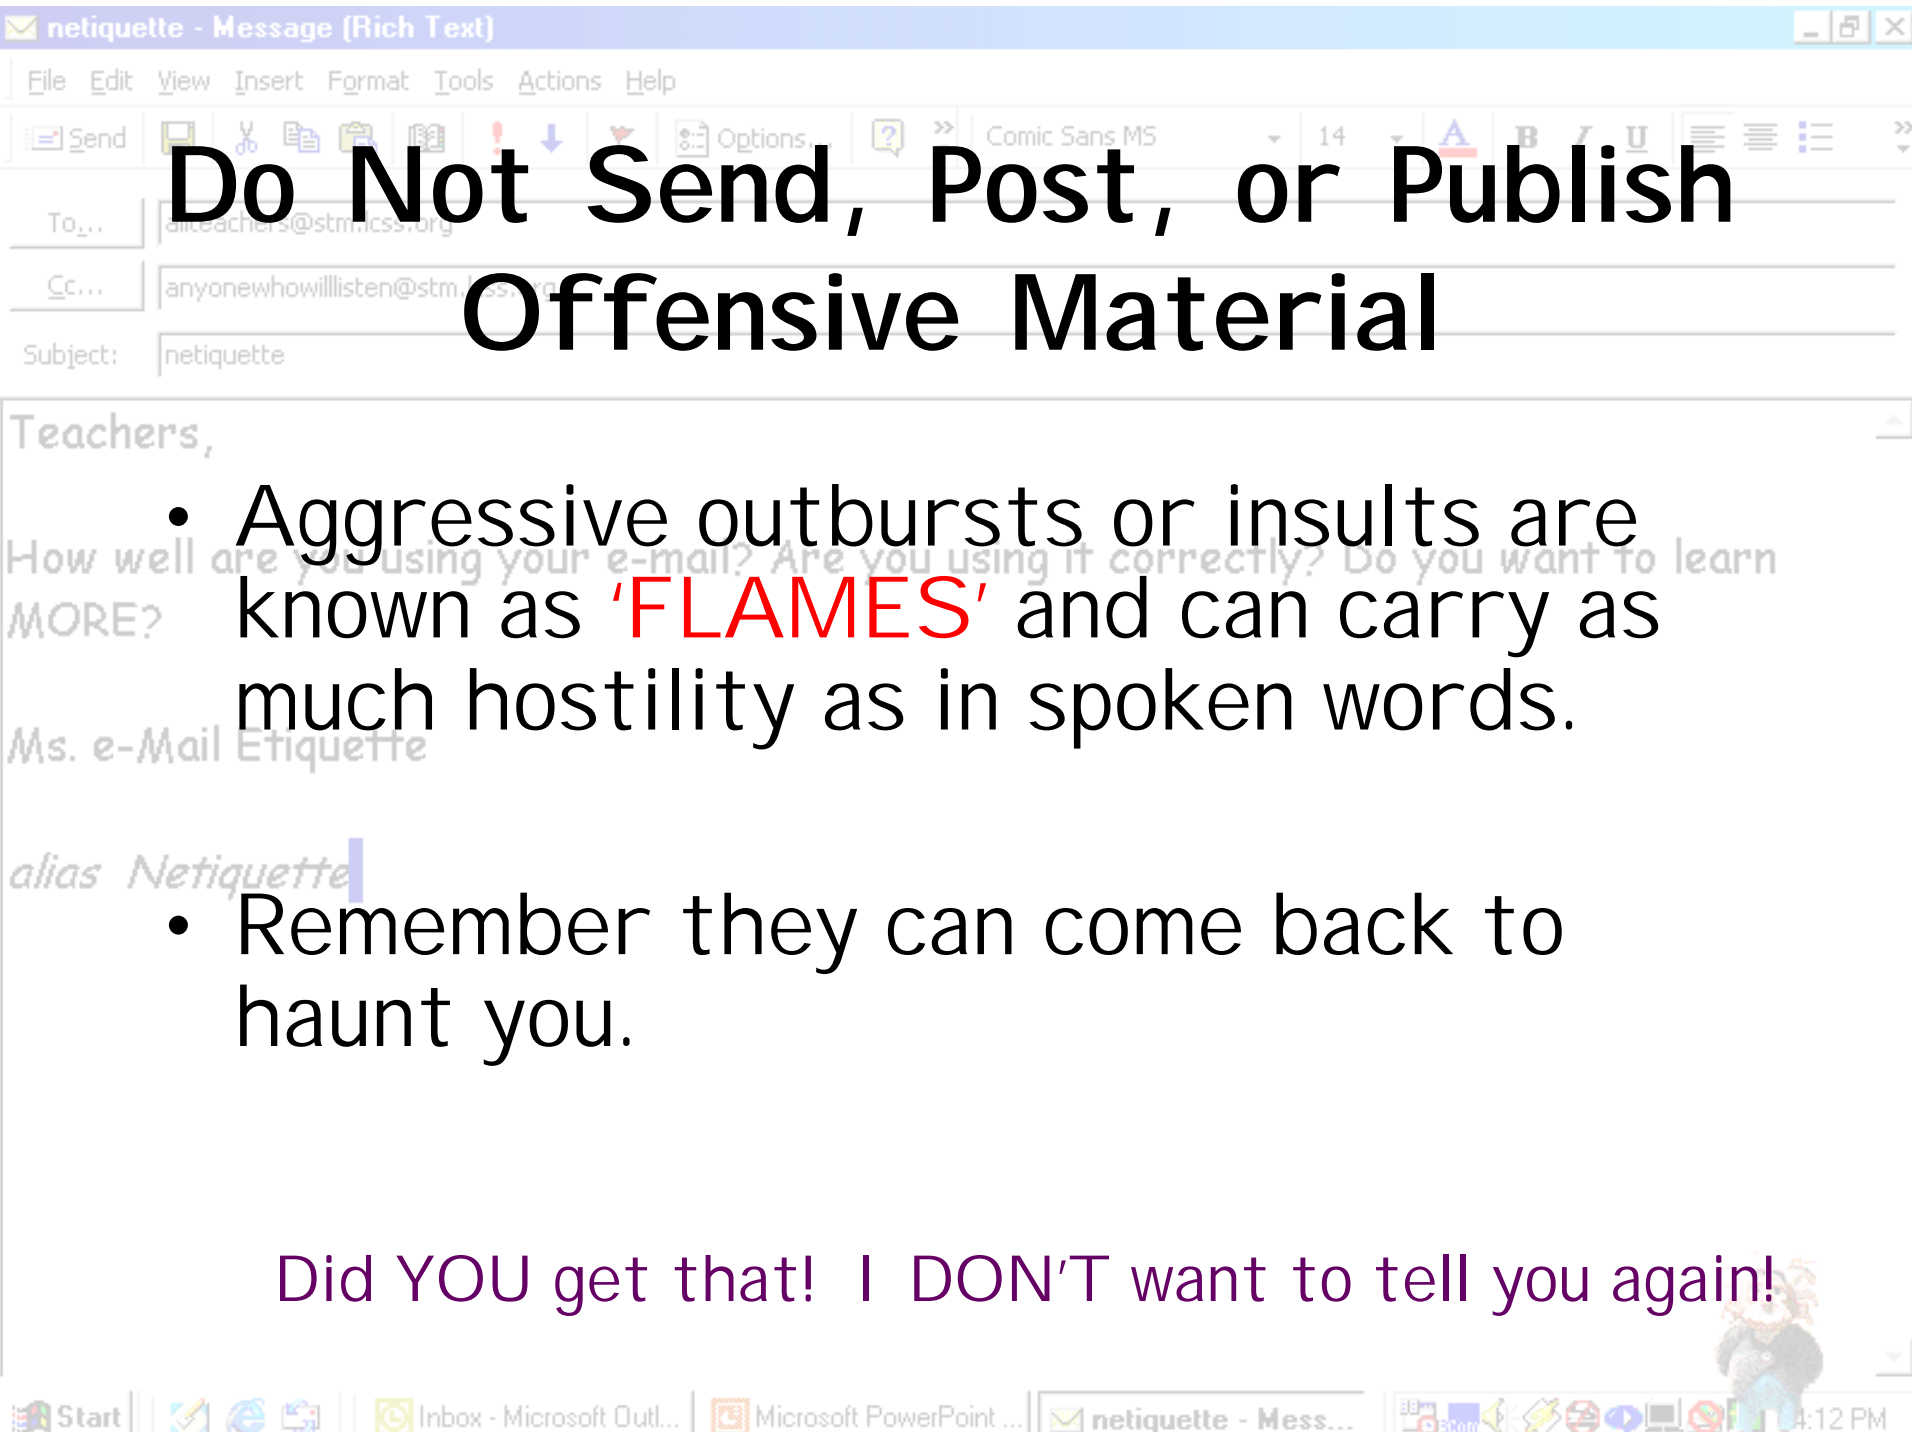 netiquette - Message (Rich Text)
File Edit View Insert Format Tools Actions Help
Send Options... Comic Sans MS 14 A B I U
Do Not Send, Post, or Publish
To... allteachers@stm.lcss.org
Offensive Material
Cc... anyonewhowilllisten@stm.lcss.org
Subject: netiquette
Teachers,
• Aggressive outbursts or insults are
How well are you using your e-mail? Are you using it correctly? Do you want to learn
known as ‘FLAMES’ and can carry as
MORE?
much hostility as in spoken words.
Ms. e-Mail Etiquette
alias Netiquette
• Remember they can come back to
haunt you.
Did YOU get that! I DON’T want to tell you again!
Start Inbox - Microsoft Outl... Microsoft PowerPoint ... netiquette - Mess... 4:12 PM